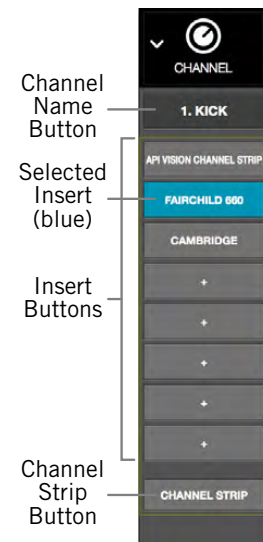 CHANNEL
Channel
Name
Button
1. KICK
API VISION CHANNEL STRIP
Selected
Insert
(blue)
FAIRCHILD 660
CAMBRIDGE
Insert
Buttons
+
+
+
+
+
Channel
Strip
Button
CHANNEL STRIP